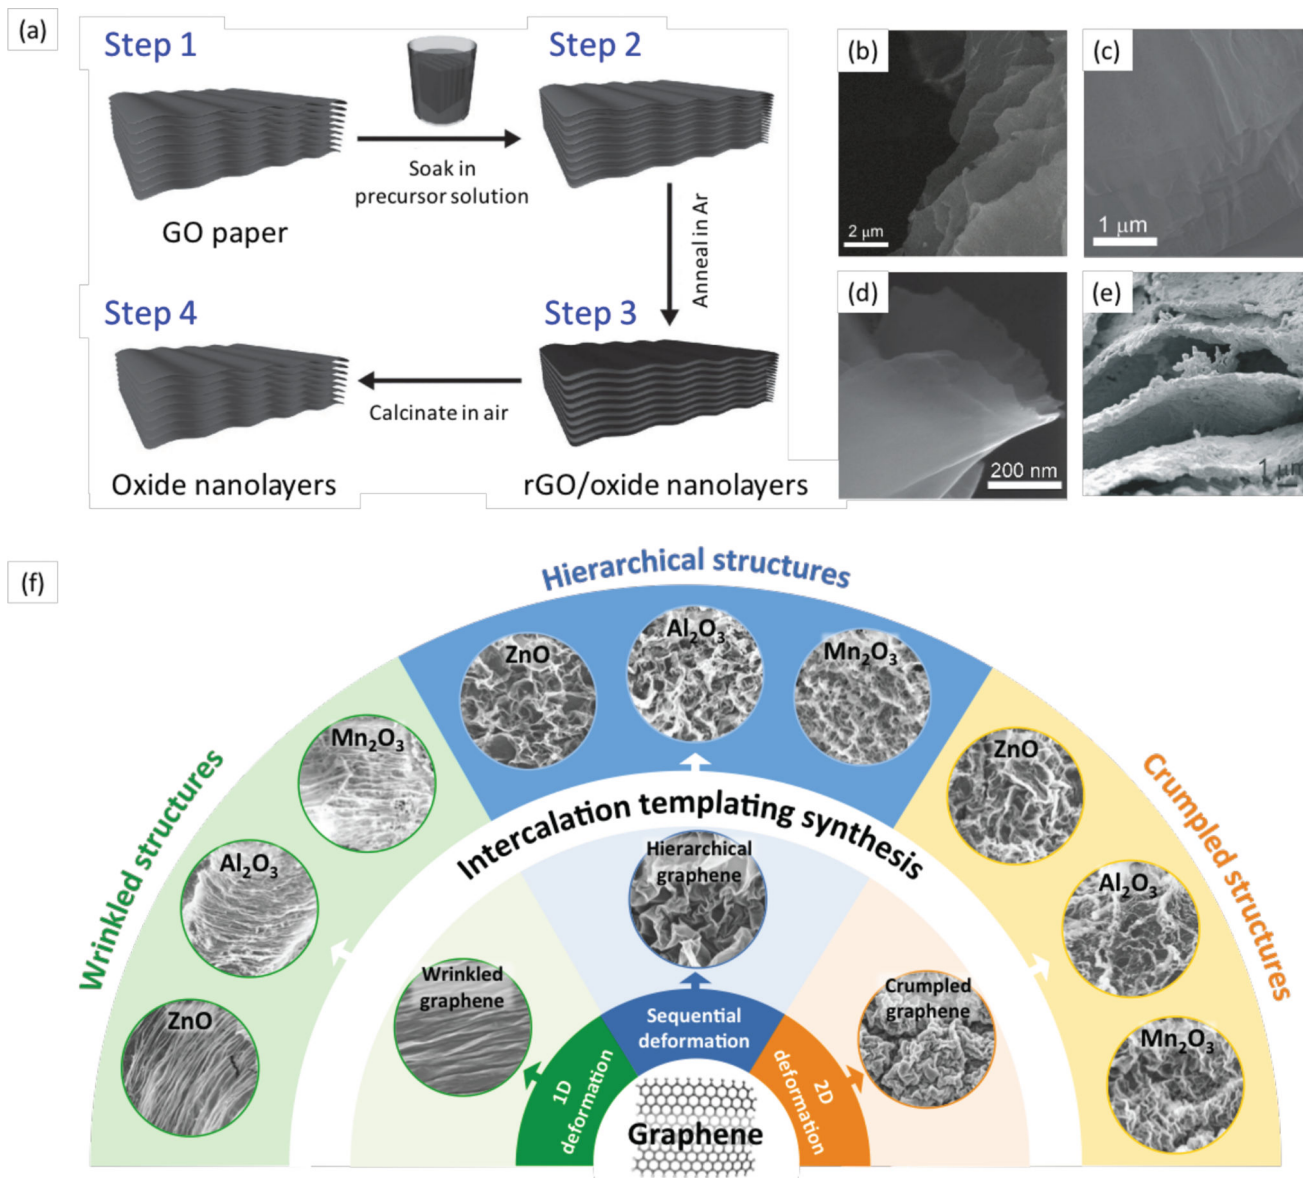 (a)
Step 1
Step 2
Soak in
precursor solution
GO paper
Anneal in Ar
Step 4
Step 3
Calcinate in air
Oxide nanolayers
rGO/oxide nanolayers
(b)
2 μm
(c)
1 μm
(d)
200 nm
(e)
1 μm
(f)
Hierarchical structures
ZnO
Al₂O₃
Mn₂O₃
Wrinkled structures
Mn₂O₃
Al₂O₃
ZnO
Crumpled structures
ZnO
Al₂O₃
Mn₂O₃
Intercalation templating synthesis
Hierarchical
graphene
Wrinkled
graphene
Crumpled
graphene
1D
deformation
Sequential
deformation
2D
deformation
Graphene